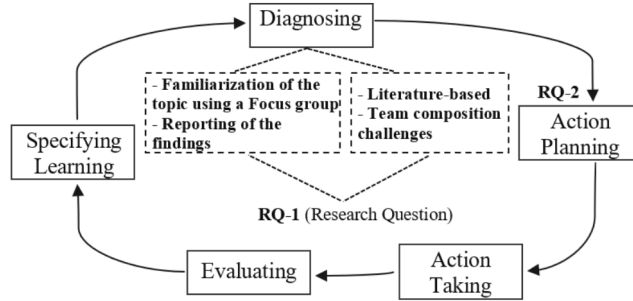 Diagnosing
- Familiarization of the
topic using a Focus group
- Reporting of the
findings
- Literature-based
- Team composition
challenges
RQ-2
Action
Planning
Specifying
Learning
RQ-1 (Research Question)
Evaluating
Action
Taking